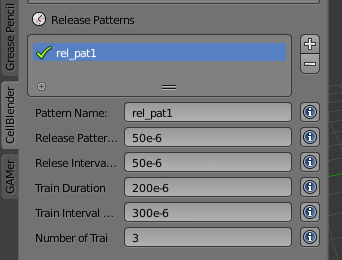 Release Patterns
rel_pat1
Pattern Name: rel_pat1
Release Patter... 50e-6
Relese Interva... 50e-6
Train Duration 200e-6
Train Interval ... 300e-6
Number of Trai 3
Grease Pencil
CellBlender
GAMer